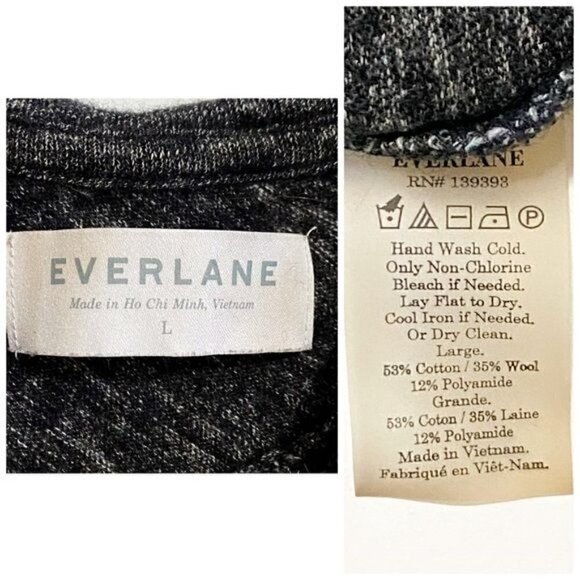 EVERLANE
Made in Ho Chi Minh, Vietnam
L
EVERLANE
RN# 139393
P
Hand Wash Cold.
Only Non-Chlorine
Bleach if Needed.
Lay Flat to Dry.
Cool Iron if Needed.
Or Dry Clean.
Large.
53% Cotton / 35% Wool
12% Polyamide
Grande.
53% Coton / 35% Laine
12% Polyamide
Made in Vietnam.
Fabriqué en Viêt-Nam.